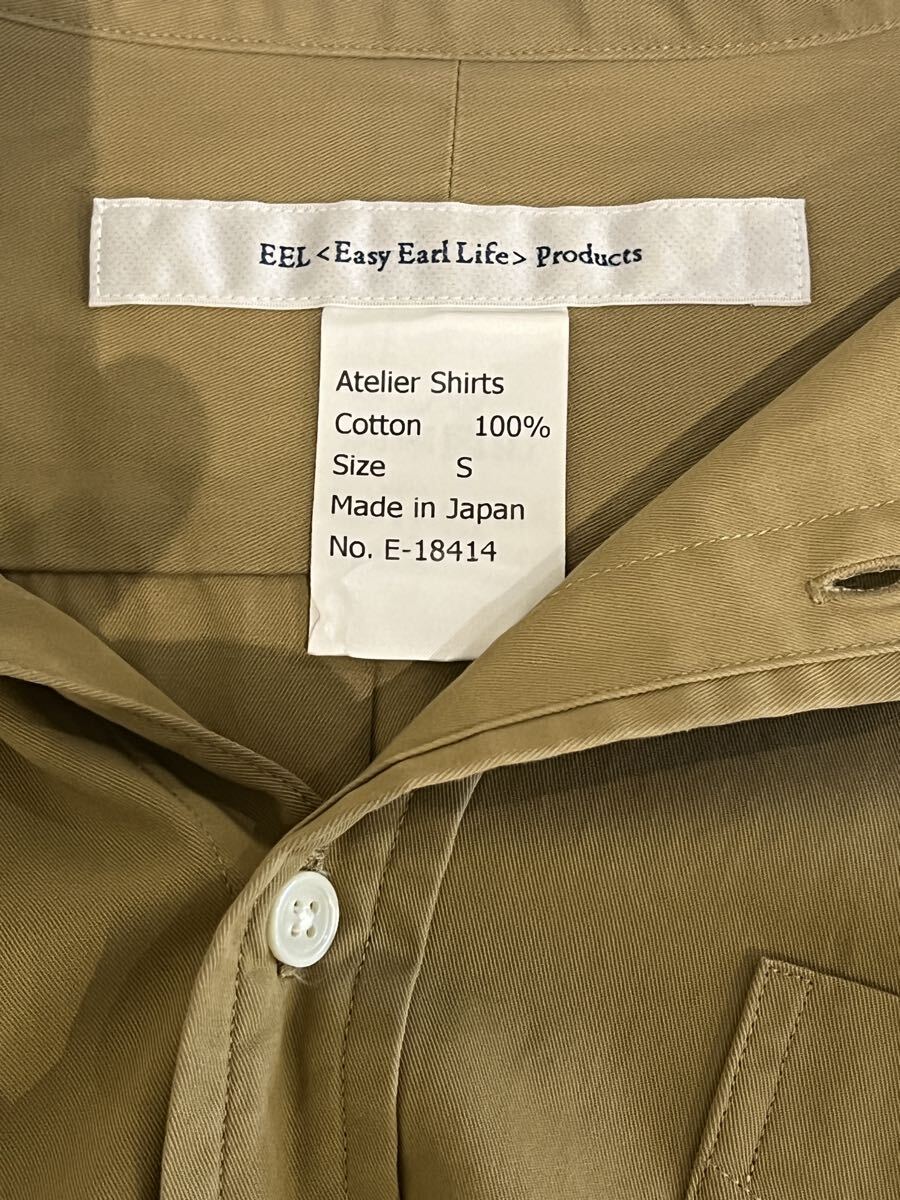 EEL <Easy Earl Life> Products
Atelier Shirts
Cotton 100%
Size S
Made in Japan
No. E-18414